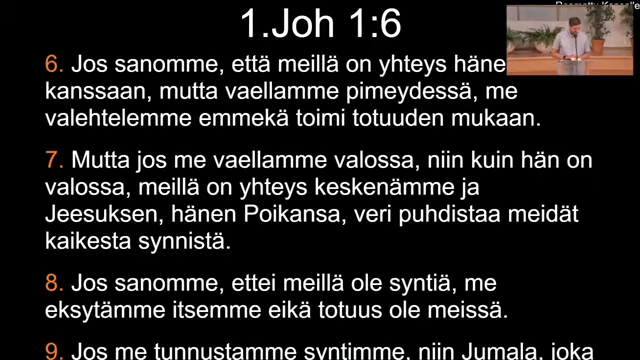 1.Joh 1:6
6. Jos sanomme, että meillä on yhteys häne
kanssaan, mutta vaellamme pimeydessä, me
valehtelemme emmekä toimi totuuden mukaan.
7. Mutta jos me vaellamme valossa, niin kuin hän on
valossa, meillä on yhteys keskenämme ja
Jeesuksen, hänen Poikansa, veri puhdistaa meidät
kaikesta synnistä.
8. Jos sanomme, ettei meillä ole syntiä, me
eksytämme itsemme eikä totuus ole meissä.
9. Jos me tunnustamme syntimme, niin Jumala, joka